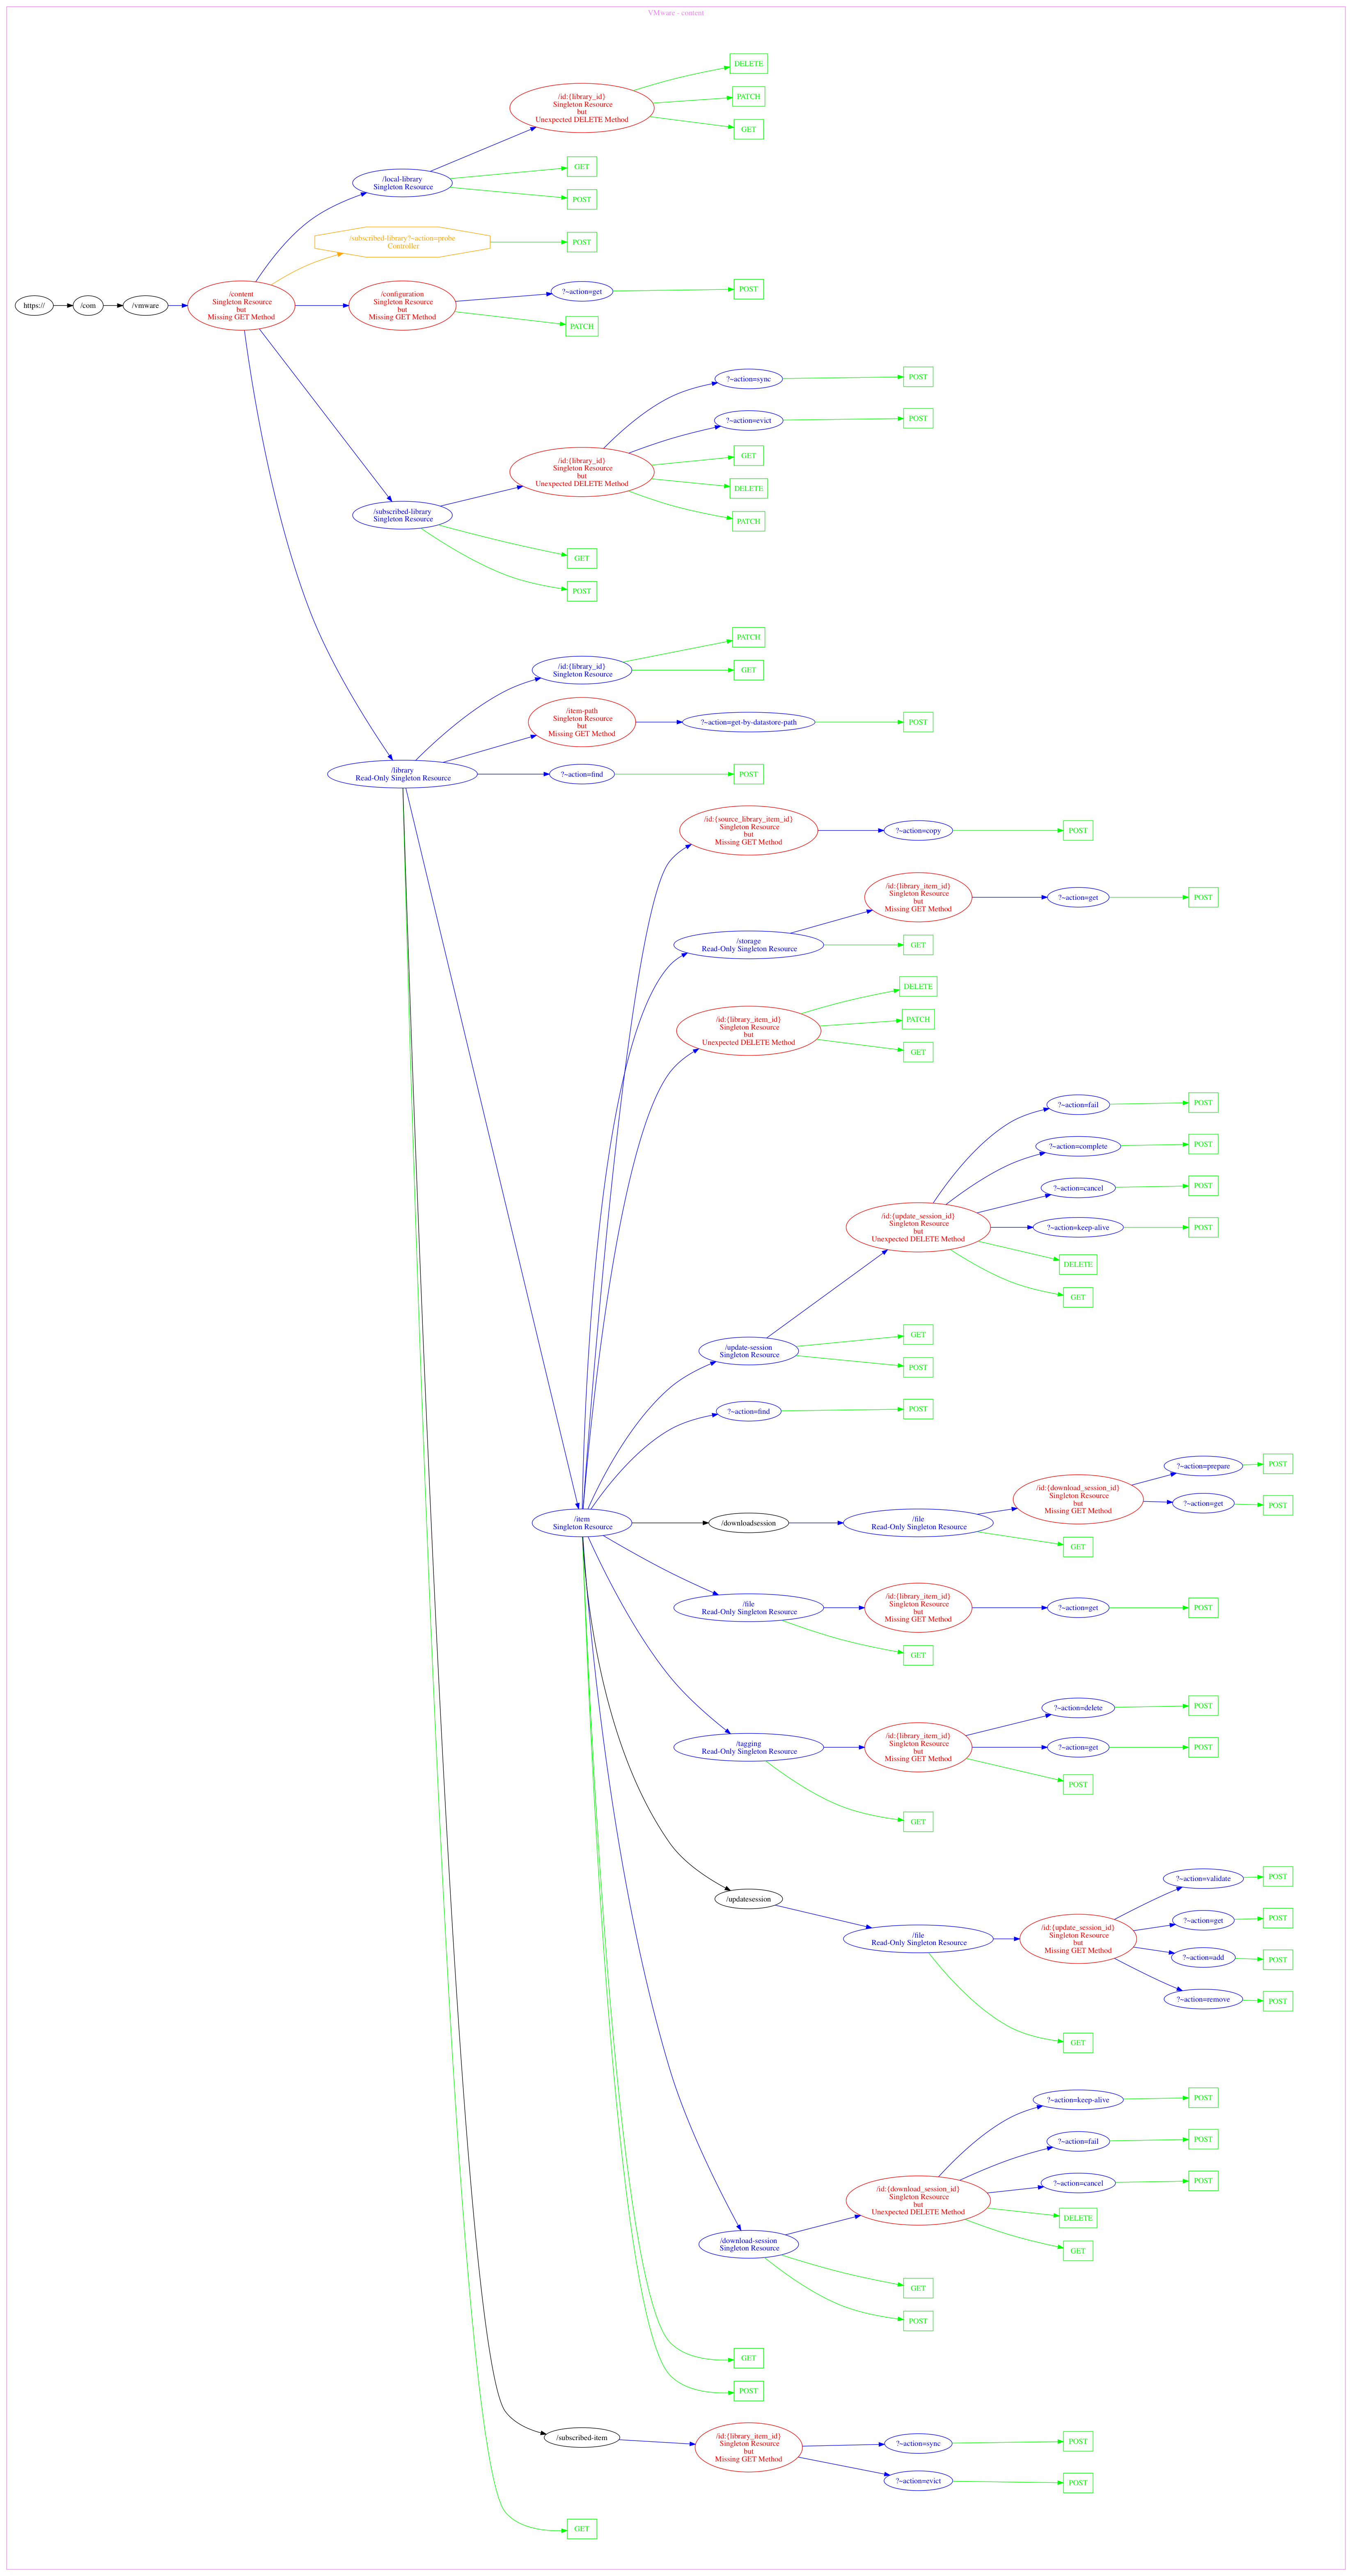 VMware - content
DELETE
/id:{library_id}
Singleton Resource
but
Unexpected DELETE Method
PATCH
GET
/local-library
Singleton Resource
GET
POST
/subscribed-library?~action=probe
Controller
POST
https://
/com
/vmware
/content
Singleton Resource
but
Missing GET Method
/configuration
Singleton Resource
but
Missing GET Method
?~action=get
POST
PATCH
?~action=sync
POST
?~action=evict
POST
/id:{library_id}
Singleton Resource
but
Unexpected DELETE Method
GET
DELETE
PATCH
/subscribed-library
Singleton Resource
GET
POST
PATCH
/id:{library_id}
Singleton Resource
GET
/item-path
Singleton Resource
but
Missing GET Method
?~action=get-by-datastore-path
POST
/library
Read-Only Singleton Resource
?~action=find
POST
/id:{source_library_item_id}
Singleton Resource
but
Missing GET Method
?~action=copy
POST
/id:{library_item_id}
Singleton Resource
but
Missing GET Method
?~action=get
POST
/storage
Read-Only Singleton Resource
GET
DELETE
/id:{library_item_id}
Singleton Resource
but
Unexpected DELETE Method
PATCH
GET
?~action=fail
POST
?~action=complete
POST
?~action=cancel
POST
/id:{update_session_id}
Singleton Resource
but
Unexpected DELETE Method
?~action=keep-alive
POST
DELETE
GET
/update-session
Singleton Resource
GET
POST
?~action=find
POST
?~action=prepare
POST
/id:{download_session_id}
Singleton Resource
but
Missing GET Method
?~action=get
POST
/item
Singleton Resource
/downloadsession
/file
Read-Only Singleton Resource
GET
/file
Read-Only Singleton Resource
/id:{library_item_id}
Singleton Resource
but
Missing GET Method
?~action=get
POST
GET
?~action=delete
POST
/tagging
Read-Only Singleton Resource
/id:{library_item_id}
Singleton Resource
but
Missing GET Method
?~action=get
POST
POST
GET
?~action=validate
POST
/updatesession
?~action=get
POST
/file
Read-Only Singleton Resource
/id:{update_session_id}
Singleton Resource
but
Missing GET Method
?~action=add
POST
?~action=remove
POST
GET
?~action=keep-alive
POST
?~action=fail
POST
?~action=cancel
POST
/id:{download_session_id}
Singleton Resource
but
Unexpected DELETE Method
DELETE
/download-session
Singleton Resource
GET
GET
POST
GET
POST
/subscribed-item
/id:{library_item_id}
Singleton Resource
but
Missing GET Method
?~action=sync
POST
?~action=evict
POST
GET